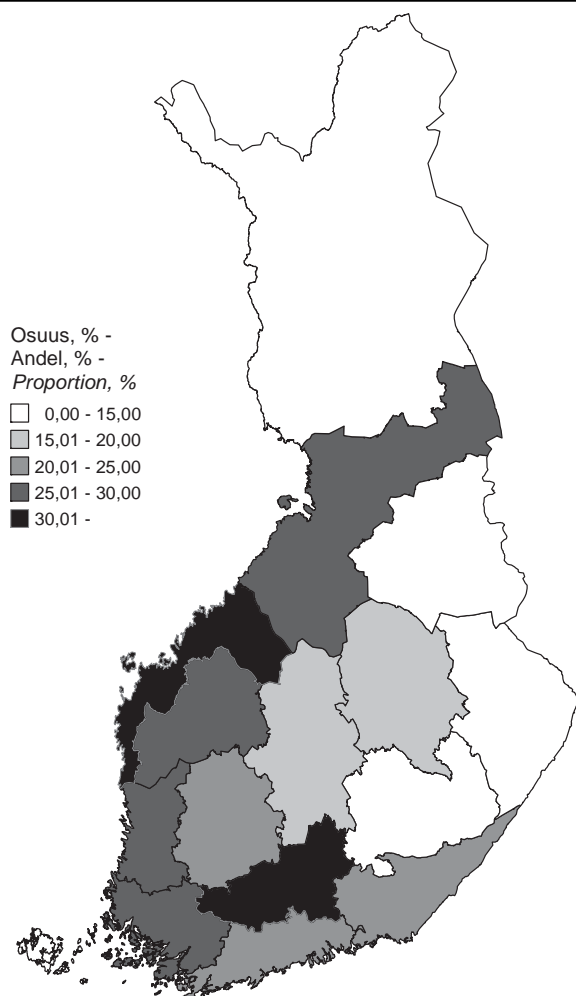 Osuus, % -
Andel, % -
Proportion, %
0,00 - 15,00
15,01 - 20,00
20,01 - 25,00
25,01 - 30,00
30,01 -